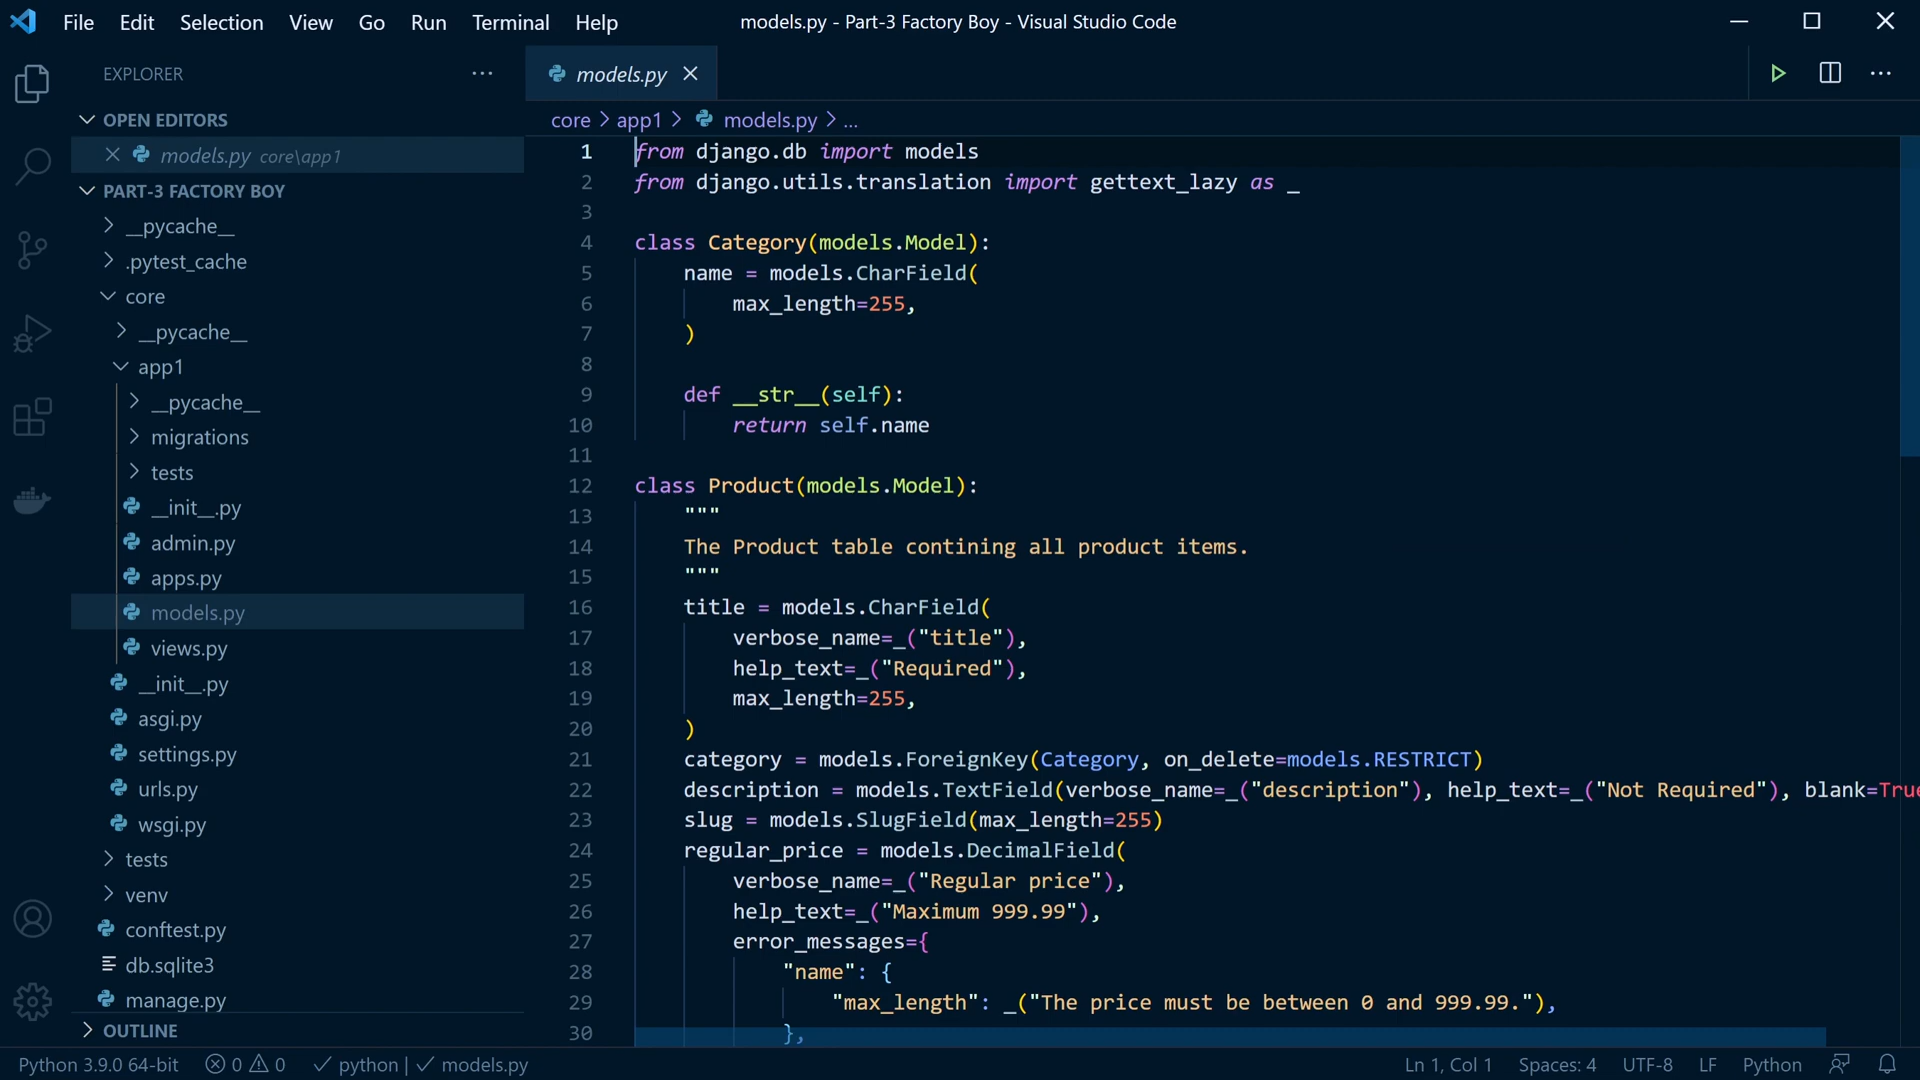 File Edit Selection View Go Run Terminal Help models.py - Part-3 Factory Boy - Visual Studio Code
EXPLORER ···
OPEN EDITORS
models.py core\app1
PART-3 FACTORY BOY
__pycache__
.pytest_cache
core
__pycache__
app1
__pycache__
migrations
tests
__init__.py
admin.py
apps.py
models.py
views.py
__init__.py
asgi.py
settings.py
urls.py
wsgi.py
tests
venv
conftest.py
db.sqlite3
manage.py
OUTLINE
models.py
core > app1 > models.py > ...
1 from django.db import models
2 from django.utils.translation import gettext_lazy as _
3
4 class Category(models.Model):
5     name = models.CharField(
6         max_length=255,
7     )
8
9     def __str__(self):
10         return self.name
11
12 class Product(models.Model):
13     """
14     The Product table contining all product items.
15     """
16     title = models.CharField(
17         verbose_name=_("title"),
18         help_text=_("Required"),
19         max_length=255,
20     )
21     category = models.ForeignKey(Category, on_delete=models.RESTRICT)
22     description = models.TextField(verbose_name=_("description"), help_text=_("Not Required"), blank=True
23     slug = models.SlugField(max_length=255)
24     regular_price = models.DecimalField(
25         verbose_name=_("Regular price"),
26         help_text=_("Maximum 999.99"),
27         error_messages={
28             "name": {
29                 "max_length": _("The price must be between 0 and 999.99."),
30             },
Python 3.9.0 64-bit 0 0 python | models.py Ln 1, Col 1 Spaces: 4 UTF-8 LF Python